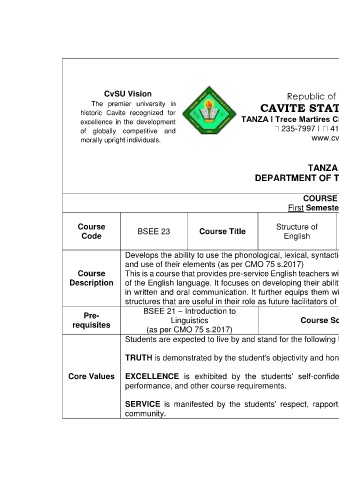 CvSU Vision
The premier university in
historic Cavite recognized for
excellence in the development
of globally competitive and
morally upright individuals.
Republic of
CAVITE STAT
TANZA | Trece Martires Ci
235-7997 | 41
www.cv
TANZA
DEPARTMENT OF T
COURSE
First Semeste
Course
Code
BSEE 23
Course Title
Structure of
English
Course
Description
Develops the ability to use the phonological, lexical, syntacti
and use of their elements (as per CMO 75 s.2017)
This is a course that provides pre-service English teachers wi
of the English language. It focuses on developing their abilit
in written and oral communication. It further equips them wi
structures that are useful in their role as future facilitators of
Pre-
requisites
BSEE 21 – Introduction to
Linguistics
(as per CMO 75 s.2017)
Course Sc
Core Values
Students are expected to live by and stand for the following
TRUTH is demonstrated by the student's objectivity and hon
EXCELLENCE is exhibited by the students' self-confide
performance, and other course requirements.
SERVICE is manifested by the students' respect, rapport
community.